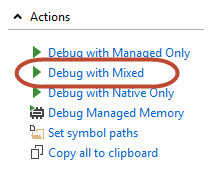 Actions
Debug with Managed Only
Debug with Mixed
Debug with Native Only
Debug Managed Memory
Set symbol paths
Copy all to clipboard